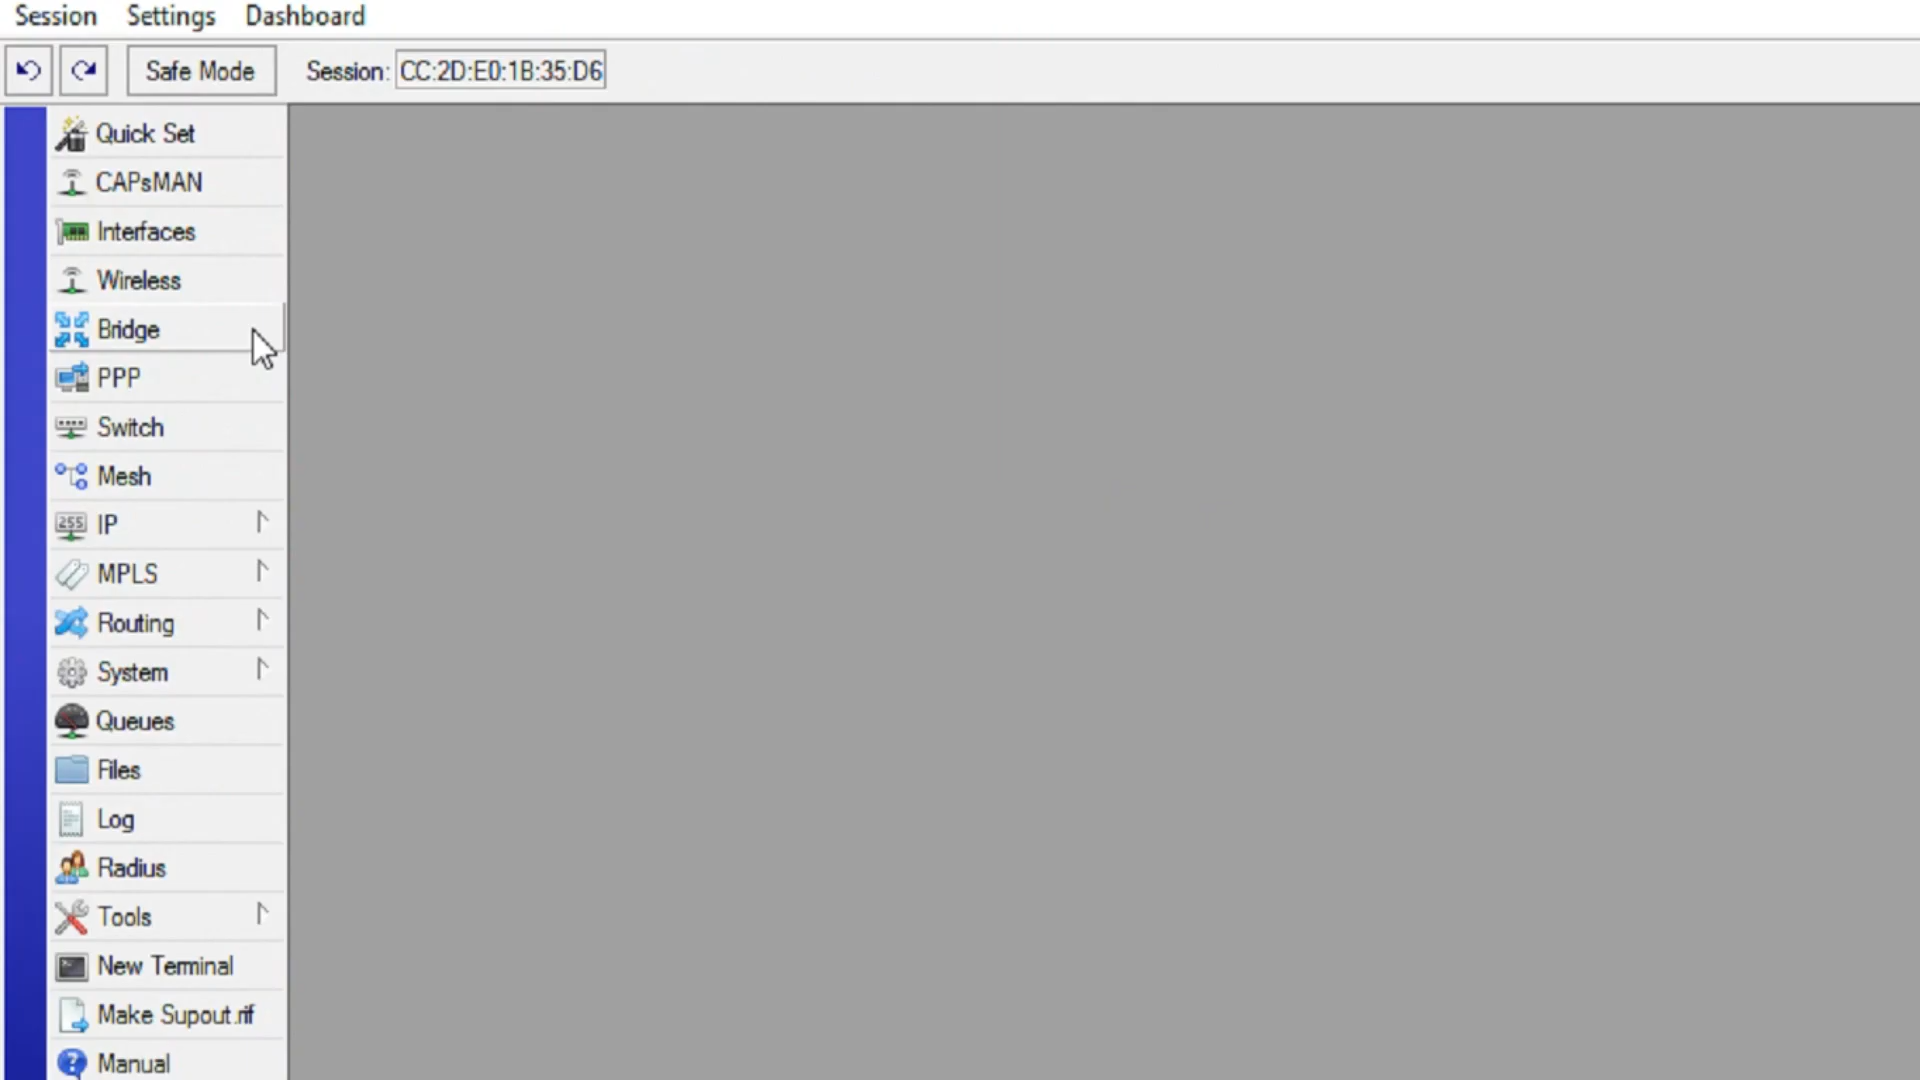 Session Settings Dashboard
Safe Mode Session: CC:2D:E0:1B:35:D6
Quick Set
CAPsMAN
Interfaces
Wireless
Bridge
PPP
Switch
Mesh
255 IP
MPLS
Routing
System
Queues
Files
Log
Radius
Tools
New Terminal
Make Supout.rif
Manual